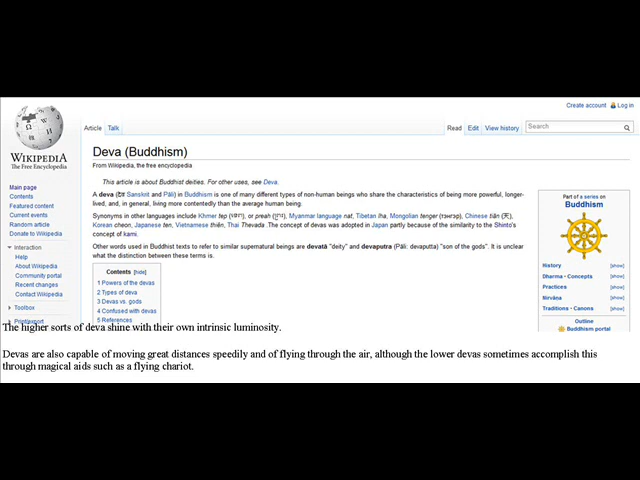 Create account Log in
Article Talk Read Edit View history Search
WIKIPEDIA
The Free Encyclopedia
Main page
Contents
Featured content
Current events
Random article
Donate to Wikipedia
Interaction
Help
About Wikipedia
Community portal
Recent changes
Contact Wikipedia
Toolbox
Print/export
Deva (Buddhism)
From Wikipedia, the free encyclopedia
This article is about Buddhist deities. For other uses, see Deva.
A deva (देव Sanskrit and Pāli) in Buddhism is one of many different types of non-human beings who share the characteristics of being more powerful, longer-
lived, and, in general, living more contentedly than the average human being.
Synonyms in other languages include Khmer tep, or preah, Myanmar language nat, Tibetan lha, Mongolian tenger (тэнгэр), Chinese tiān (天),
Korean cheon, Japanese ten, Vietnamese thiên, Thai Thevada .The concept of devas was adopted in Japan partly because of the similarity to the Shinto's
concept of kami.
Other words used in Buddhist texts to refer to similar supernatural beings are devatā "deity" and devaputra (Pāli: devaputta) "son of the gods". It is unclear
what the distinction between these terms is.
Contents [hide]
1 Powers of the devas
2 Types of deva
3 Devas vs. gods
4 Confused with devas
5 References
Part of a series on
Buddhism
History [show]
Dharma · Concepts [show]
Practices [show]
Nirvāṇa [show]
Traditions · Canons [show]
Outline
Buddhism portal
The higher sorts of deva shine with their own intrinsic luminosity.
Devas are also capable of moving great distances speedily and of flying through the air, although the lower devas sometimes accomplish this
through magical aids such as a flying chariot.